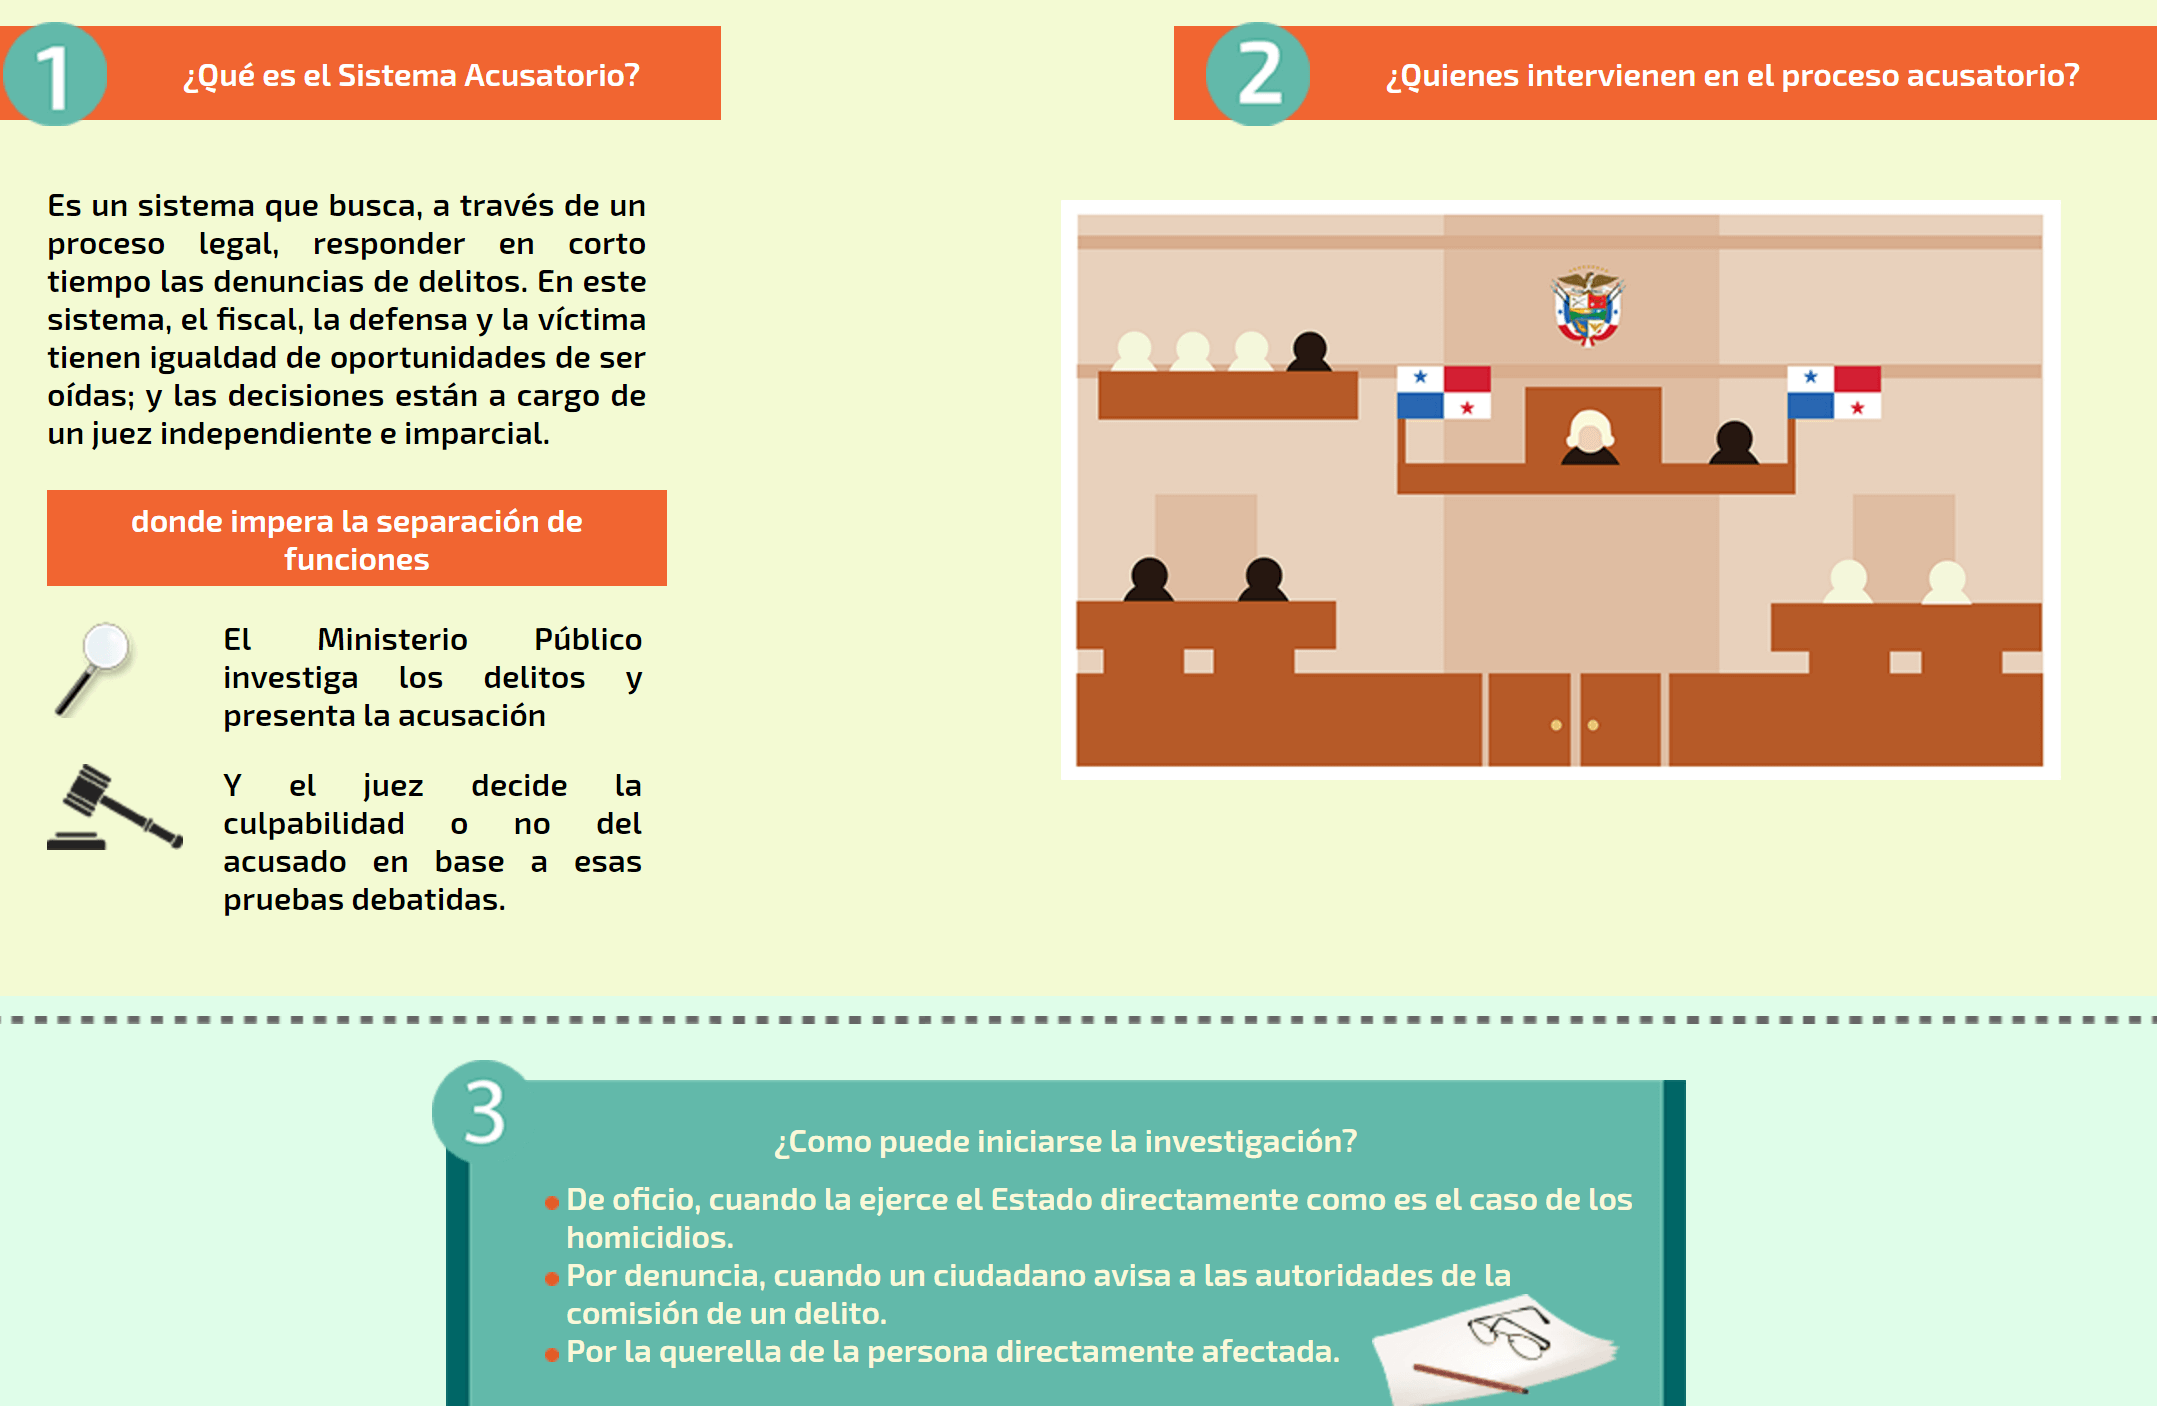 1
¿Qué es el Sistema Acusatorio?
Es un sistema que busca, a través de un
proceso legal, responder en corto
tiempo las denuncias de delitos. En este
sistema, el fiscal, la defensa y la víctima
tienen igualdad de oportunidades de ser
oídas; y las decisiones están a cargo de
un juez independiente e imparcial.
donde impera la separación de
funciones
El Ministerio Público
investiga los delitos y
presenta la acusación
Y el juez decide la
culpabilidad o no del
acusado en base a esas
pruebas debatidas.
2
¿Quienes intervienen en el proceso acusatorio?
3
¿Como puede iniciarse la investigación?
De oficio, cuando la ejerce el Estado directamente como es el caso de los
homicidios.
Por denuncia, cuando un ciudadano avisa a las autoridades de la
comisión de un delito.
Por la querella de la persona directamente afectada.